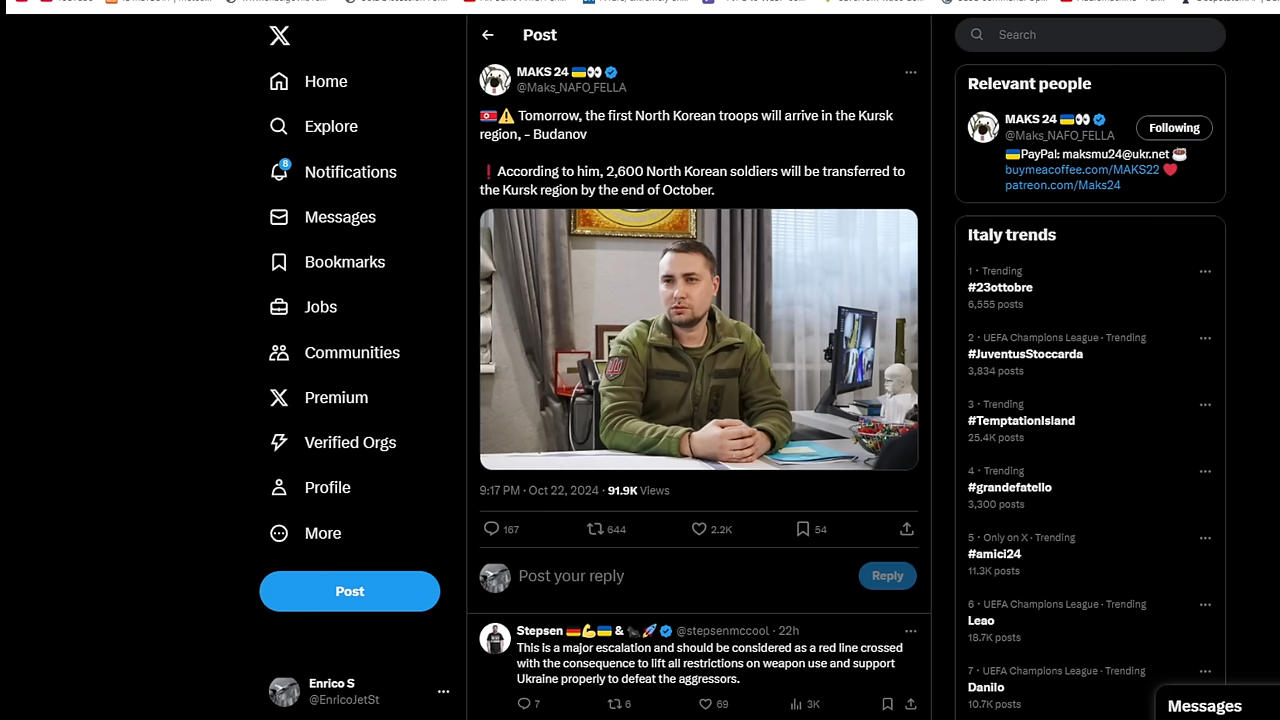 Home
Explore
8
Notifications
Messages
Bookmarks
Jobs
Communities
Premium
Verified Orgs
Profile
More
Post
Enrico S
@EnricoJetSt
Post
MAKS 24 🇺🇦👀
@Maks_NAFO_FELLA
🇰🇵⚠️ Tomorrow, the first North Korean troops will arrive in the Kursk
region, - Budanov
❗According to him, 2,600 North Korean soldiers will be transferred to
the Kursk region by the end of October.
9:17 PM · Oct 22, 2024 · 91.9K Views
167 644 2.2K 54
Post your reply
Reply
Stepsen 🇩🇪💪🇺🇦 & 🐈‍⬛🚀 @stepsenmccool · 22h
This is a major escalation and should be considered as a red line crossed
with the consequence to lift all restrictions on weapon use and support
Ukraine properly to defeat the aggressors.
7 6 69 3K
Search
Relevant people
MAKS 24 🇺🇦👀
@Maks_NAFO_FELLA
Following
🇺🇦PayPal: maksmu24@ukr.net ☕
buymeacoffee.com/MAKS22 ❤️
patreon.com/Maks24
Italy trends
1 · Trending
#23ottobre
6,555 posts
2 · UEFA Champions League · Trending
#JuventusStoccarda
3,834 posts
3 · Trending
#TemptationIsland
25.4K posts
4 · Trending
#grandefatello
3,300 posts
5 · Only on X · Trending
#amici24
11.3K posts
6 · UEFA Champions League · Trending
Leao
18.7K posts
7 · UEFA Champions League · Trending
Danilo
10.7K posts
Messages